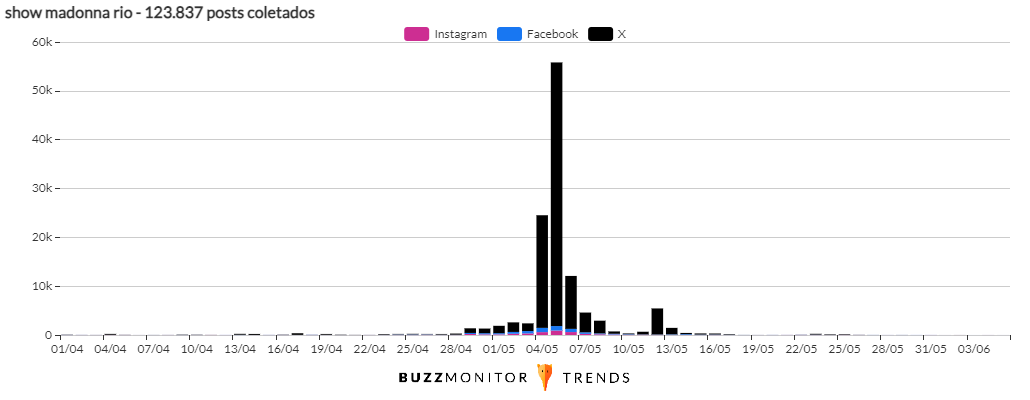 show madonna rio - 123.837 posts coletados
Instagram Facebook X
60k
50k
40k
30k
20k
10k
0
01/04 04/04 07/04 10/04 13/04 16/04 19/04 22/04 25/04 28/04 01/05 04/05 07/05 10/05 13/05 16/05 19/05 22/05 25/05 28/05 31/05 03/06
BUZZMONITOR TRENDS